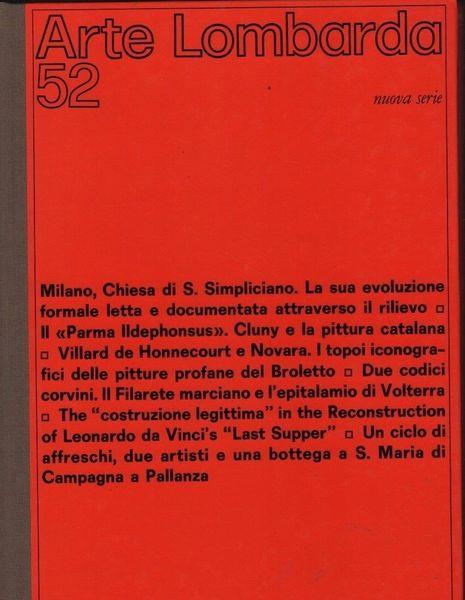 Arte Lombarda
52
nuova serie
Milano, Chiesa di S. Simpliciano. La sua evoluzione
formale letta e documentata attraverso il rilievo □
Il «Parma Ildephonsus». Cluny e la pittura catalana
□ Villard de Honnecourt e Novara. I topoi iconogra-
fici delle pitture profane del Broletto □ Due codici
corvini. Il Filarete marciano e l'epitalamio di Volterra
□ The “costruzione legittima” in the Reconstruction
of Leonardo da Vinci's “Last Supper” □ Un ciclo di
affreschi, due artisti e una bottega a S. Maria di
Campagna a Pallanza